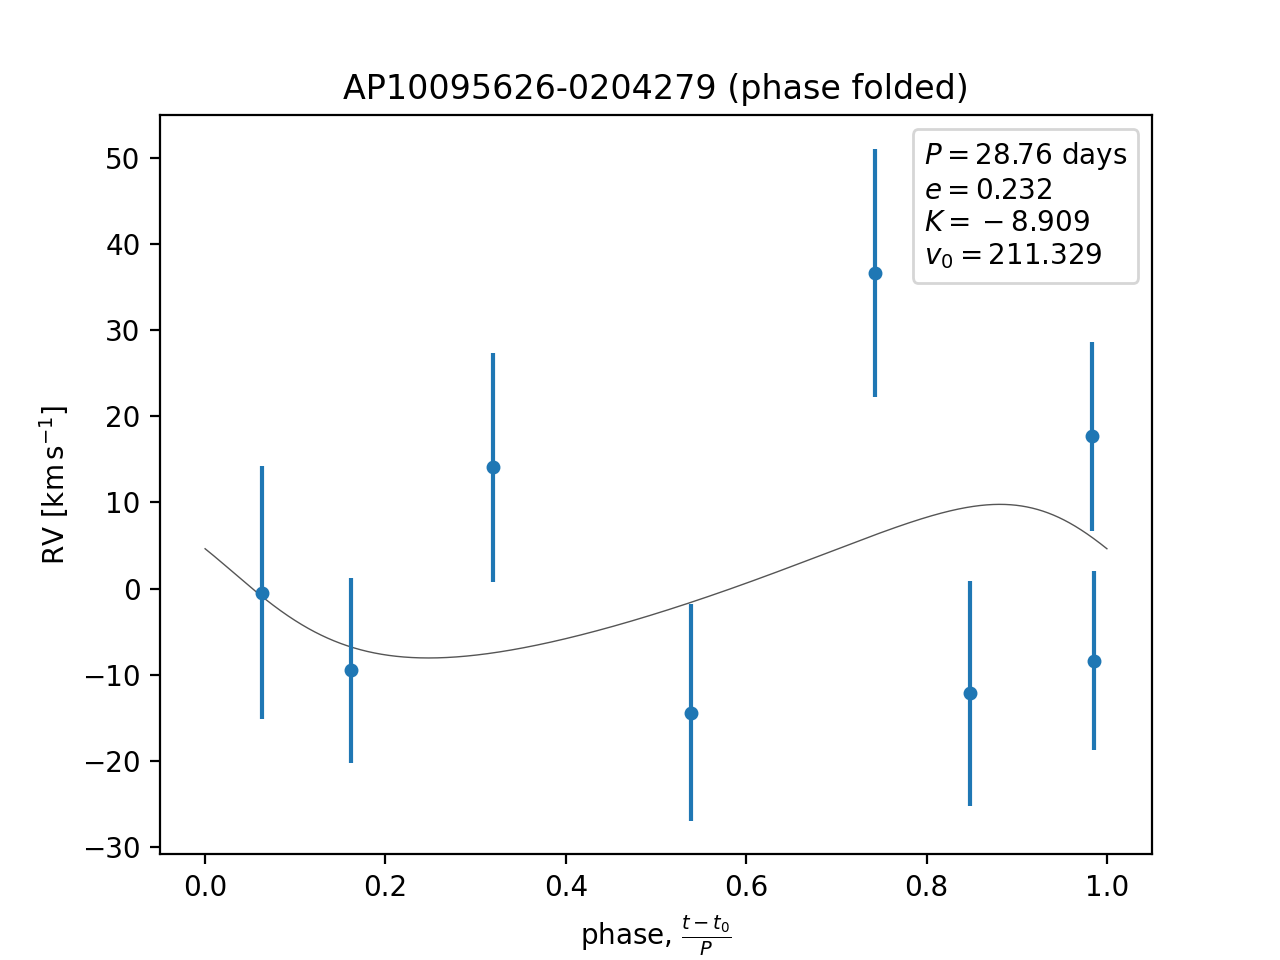 AP10095626-0204279 (phase folded)
P = 28.76 days
e = 0.232
K = −8.909
v₀ = 211.329
50
40
30
20
10
0
−10
−20
−30
RV [km s⁻¹]
0.0 0.2 0.4 0.6 0.8 1.0
phase, (t − t₀)/P